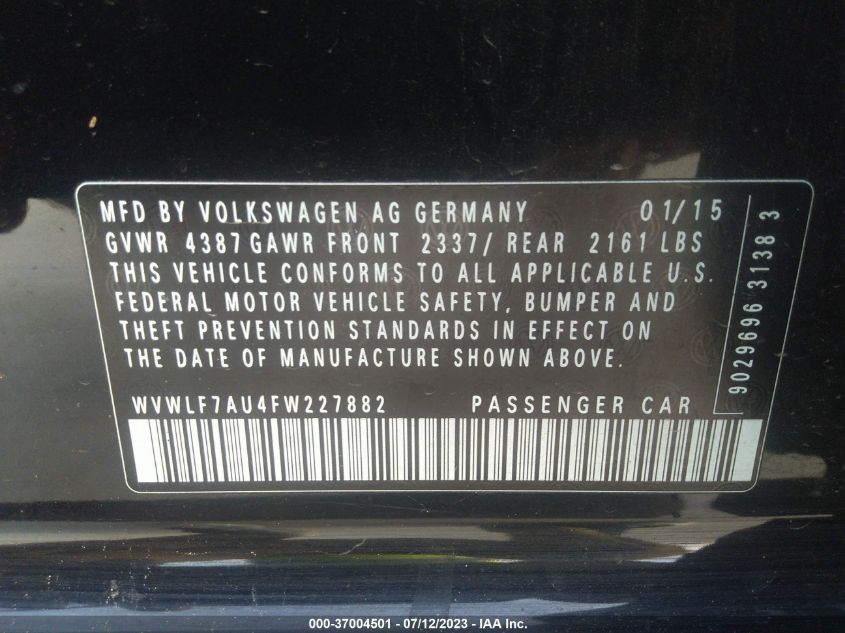 MFD BY VOLKSWAGEN AG GERMANY 01/15
GVWR 4387 GAWR FRONT 2337/ REAR 2161 LBS
THIS VEHICLE CONFORMS TO ALL APPLICABLE U.S.
FEDERAL MOTOR VEHICLE SAFETY, BUMPER AND
THEFT PREVENTION STANDARDS IN EFFECT ON
THE DATE OF MANUFACTURE SHOWN ABOVE.
WVWLF7AU4FW227882 PASSENGER CAR
9029696 3138 3
000-37004501 - 07/12/2023 - IAA Inc.